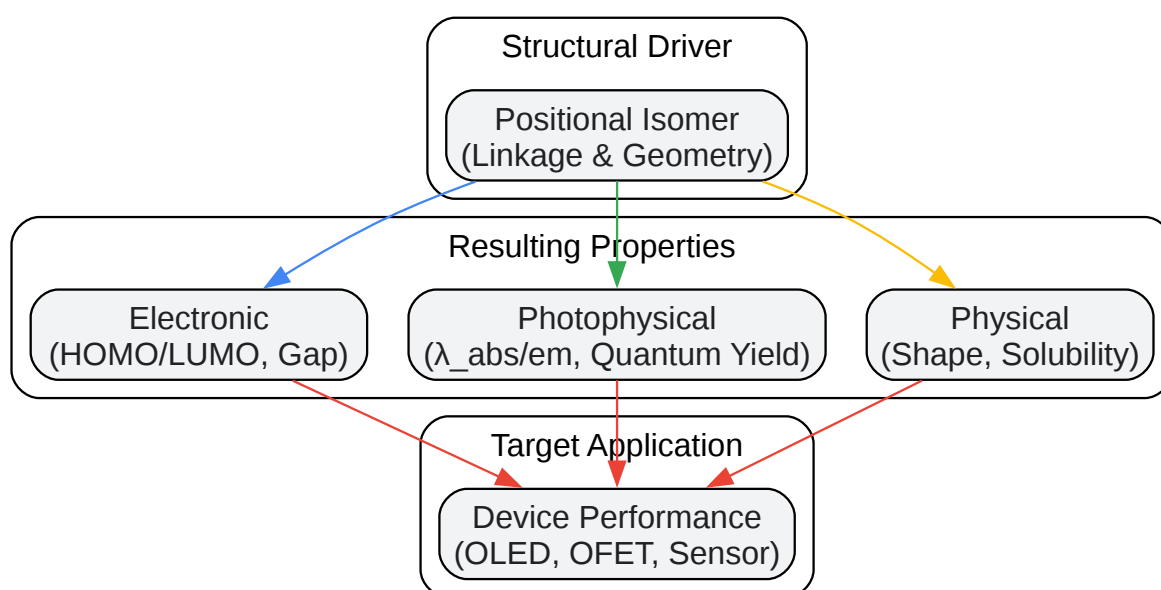 Structural Driver
Positional Isomer
(Linkage & Geometry)
Resulting Properties
Electronic
(HOMO/LUMO, Gap)
Photophysical
(λ_abs/em, Quantum Yield)
Physical
(Shape, Solubility)
Target Application
Device Performance
(OLED, OFET, Sensor)